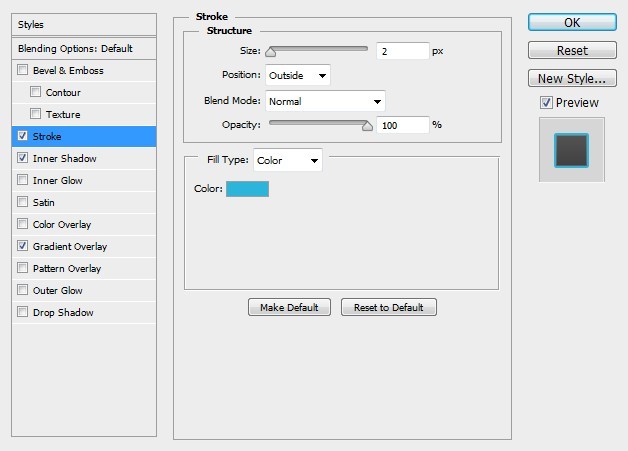 Styles
Blending Options: Default
Bevel & Emboss
Contour
Texture
Stroke
Inner Shadow
Inner Glow
Satin
Color Overlay
Gradient Overlay
Pattern Overlay
Outer Glow
Drop Shadow
Stroke
Structure
Size: 2 px
Position: Outside
Blend Mode: Normal
Opacity: 100 %
Fill Type: Color
Color:
Make Default Reset to Default
OK
Reset
New Style...
Preview